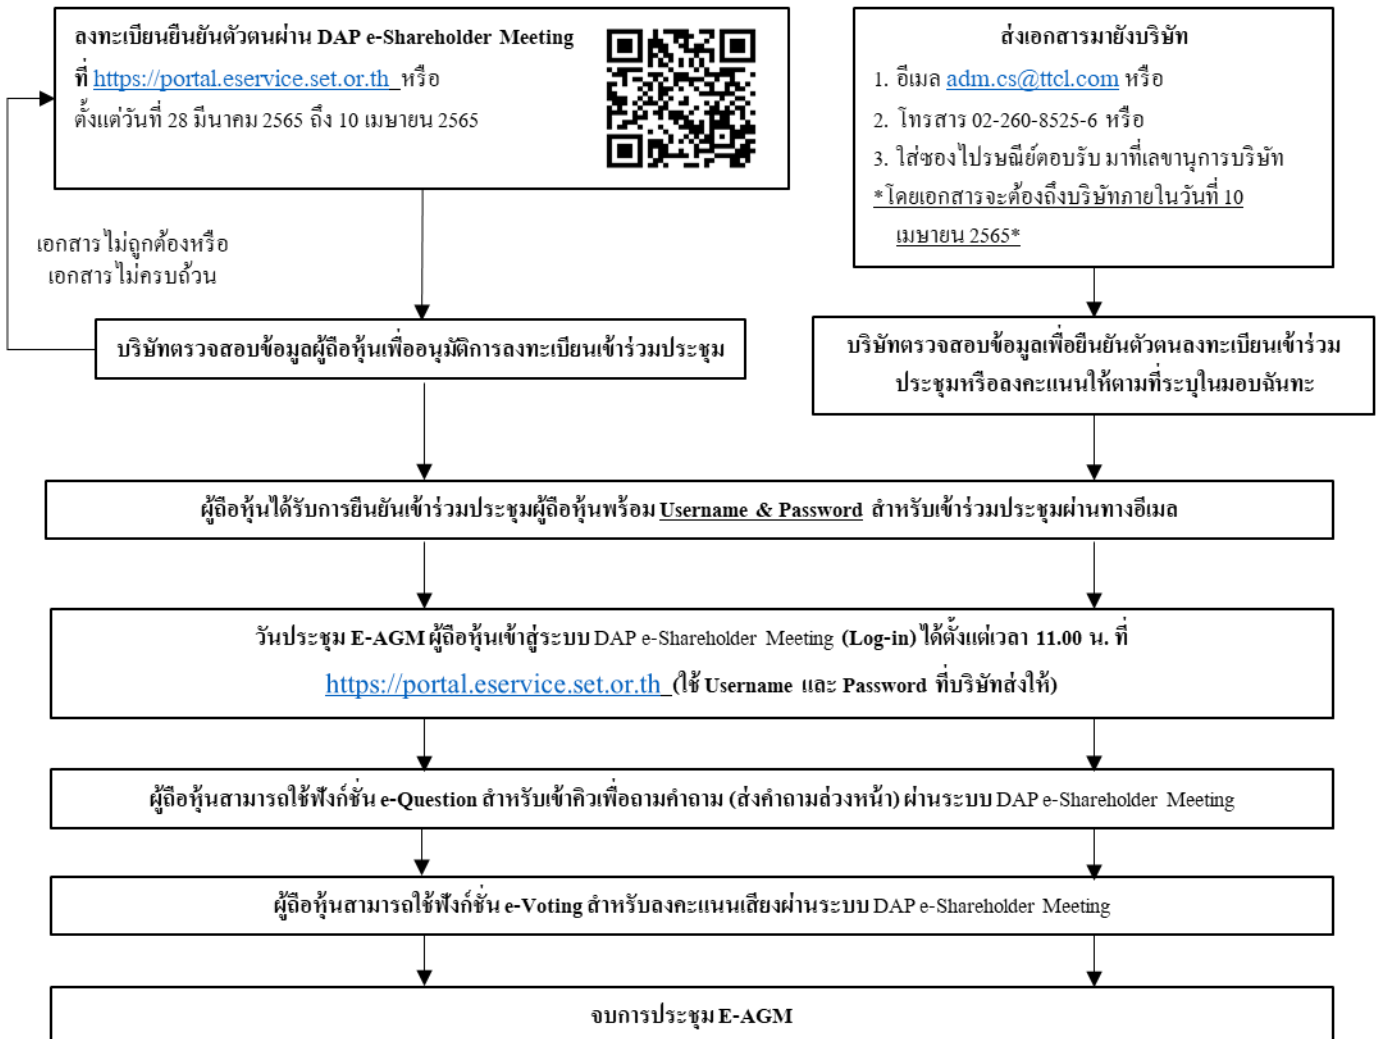 ลงทะเบียนยืนยันตัวตนผ่าน DAP e-Shareholder Meeting
ที่ https://portal.eservice.set.or.th หรือ
ตั้งแต่วันที่ 28 มีนาคม 2565 ถึง 10 เมษายน 2565
ส่งเอกสารมายังบริษัท
1. อีเมล adm.cs@ttcl.com หรือ
2. โทรสาร 02-260-8525-6 หรือ
3. ใส่ซองไปรษณีย์ตอบรับ มาที่เลขานุการบริษัท
*โดยเอกสารจะต้องถึงบริษัทภายในวันที่ 10
เมษายน 2565*
เอกสารไม่ถูกต้องหรือ
เอกสารไม่ครบถ้วน
บริษัทตรวจสอบข้อมูลผู้ถือหุ้นเพื่ออนุมัติการลงทะเบียนเข้าร่วมประชุม
บริษัทตรวจสอบข้อมูลเพื่อยืนยันตัวตนลงทะเบียนเข้าร่วม
ประชุมหรือลงคะแนนให้ตามที่ระบุในมอบฉันทะ
ผู้ถือหุ้นได้รับการยืนยันเข้าร่วมประชุมผู้ถือหุ้นพร้อม Username & Password สำหรับเข้าร่วมประชุมผ่านทางอีเมล
วันประชุม E-AGM ผู้ถือหุ้นเข้าสู่ระบบ DAP e-Shareholder Meeting (Log-in) ได้ตั้งแต่เวลา 11.00 น. ที่
https://portal.eservice.set.or.th (ใช้ Username และ Password ที่บริษัทส่งให้)
ผู้ถือหุ้นสามารถใช้ฟังก์ชั่น e-Question สำหรับเข้าคิวเพื่อถามคำถาม (ส่งคำถามล่วงหน้า) ผ่านระบบ DAP e-Shareholder Meeting
ผู้ถือหุ้นสามารถใช้ฟังก์ชั่น e-Voting สำหรับลงคะแนนเสียงผ่านระบบ DAP e-Shareholder Meeting
จบการประชุม E-AGM